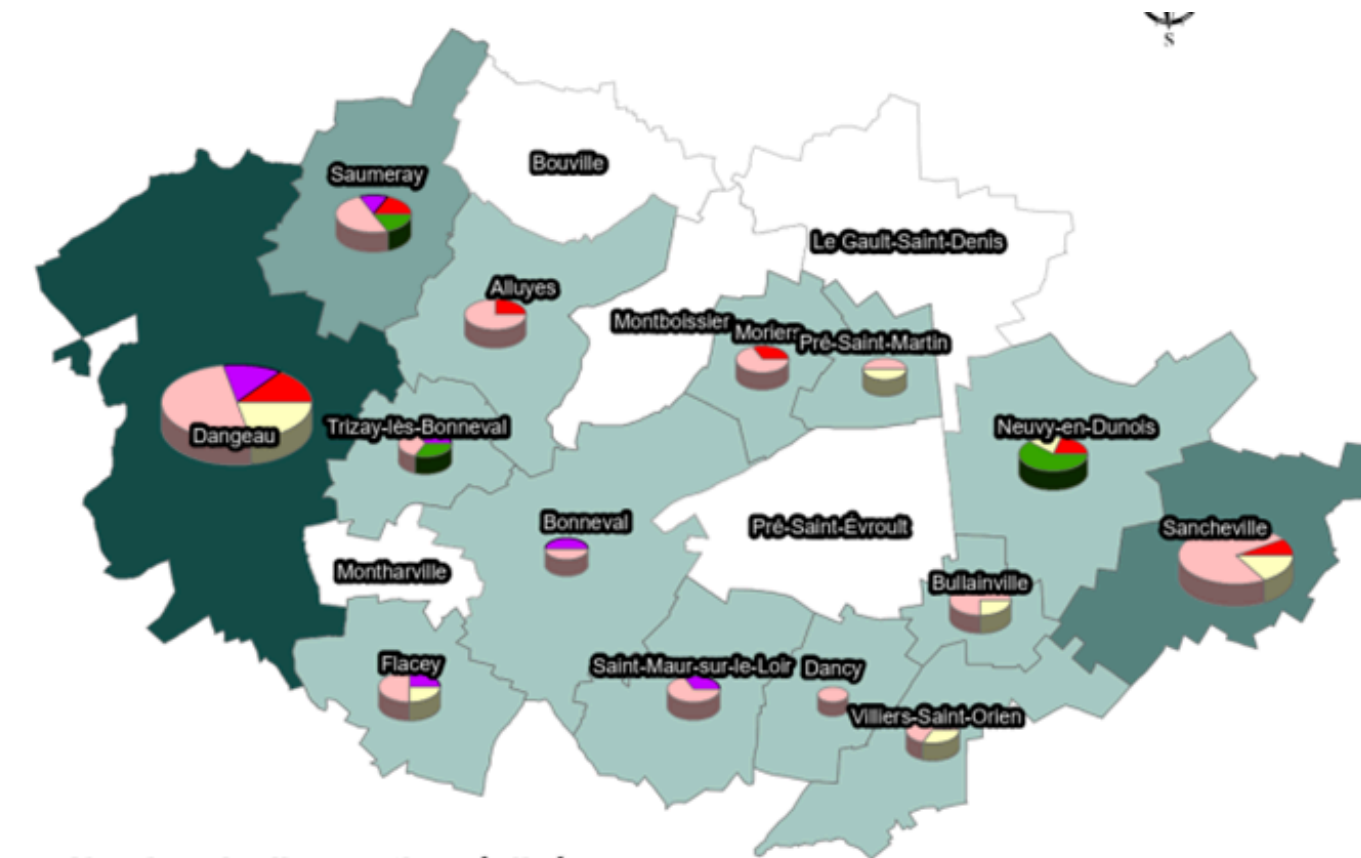 S
Saumeray
Bouville
Le Gault-Saint-Denis
Alluyes
Montboissier
Morierr
Pré-Saint-Martin
Dangeau
Trizay-lès-Bonneval
Neuvy-en-Dunois
Bonneval
Pré-Saint-Évroult
Sancheville
Montharville
Bullainville
Flacey
Saint-Maur-sur-le-Loir
Dancy
Villiers-Saint-Orien